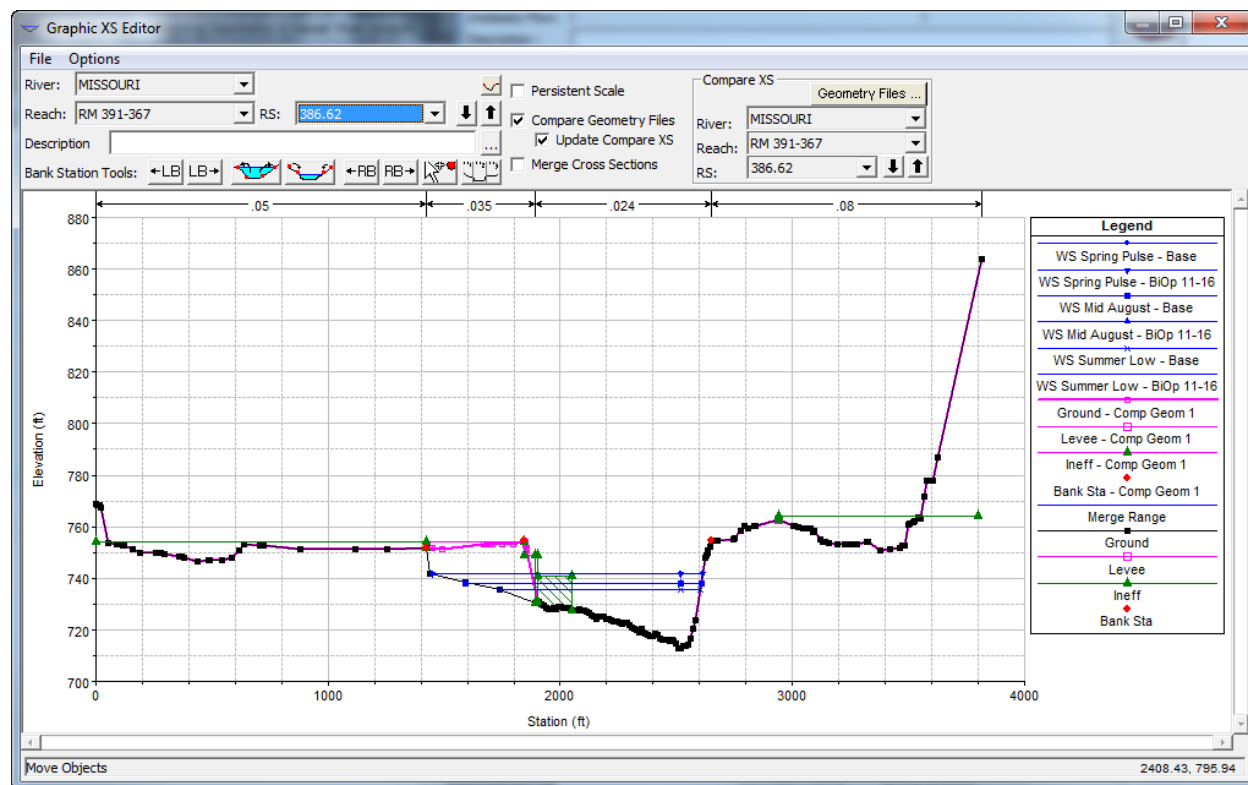 Graphic XS Editor
File Options
River: MISSOURI
Reach: RM 391-367 RS: 386.62
Description ...
Bank Station Tools: ←LB LB→ ←RB RB→
Persistent Scale
Compare Geometry Files
Update Compare XS
Merge Cross Sections
Compare XS
Geometry Files ...
River: MISSOURI
Reach: RM 391-367
RS: 386.62
.05 .035 .024 .08
880
860
840
820
800
780
760
740
720
700
Elevation (ft)
0 1000 2000 3000 4000
Station (ft)
Legend
WS Spring Pulse - Base
WS Spring Pulse - BiOp 11-16
WS Mid August - Base
WS Mid August - BiOp 11-16
WS Summer Low - Base
WS Summer Low - BiOp 11-16
Ground - Comp Geom 1
Levee - Comp Geom 1
Ineff - Comp Geom 1
Bank Sta - Comp Geom 1
Merge Range
Ground
Levee
Ineff
Bank Sta
Move Objects 2408.43, 795.94